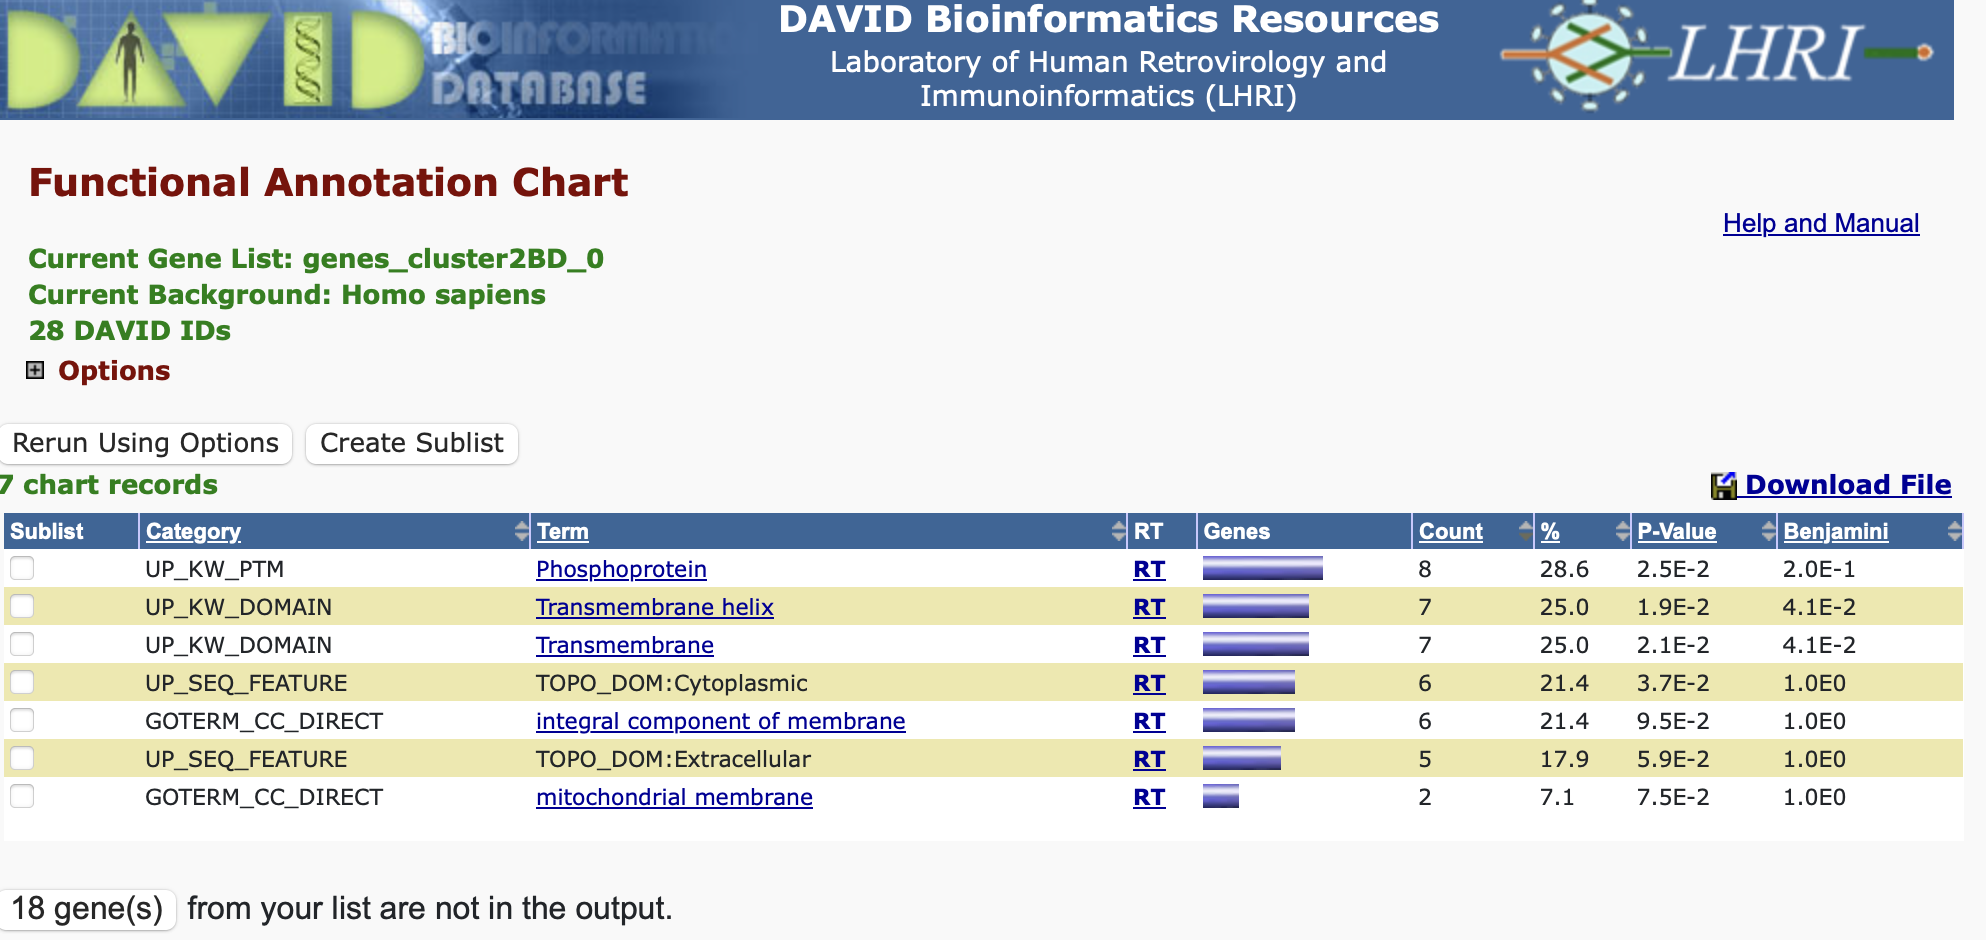 DAVID BIOINFORMATICS
DATABASE
DAVID Bioinformatics Resources
Laboratory of Human Retrovirology and
Immunoinformatics (LHRI)
LHRI
Functional Annotation Chart
Help and Manual
Current Gene List: genes_cluster2BD_0
Current Background: Homo sapiens
28 DAVID IDs
Options
Rerun Using Options Create Sublist
7 chart records Download File
Sublist Category Term RT Genes Count % P-Value Benjamini
UP_KW_PTM Phosphoprotein RT 8 28.6 2.5E-2 2.0E-1
UP_KW_DOMAIN Transmembrane helix RT 7 25.0 1.9E-2 4.1E-2
UP_KW_DOMAIN Transmembrane RT 7 25.0 2.1E-2 4.1E-2
UP_SEQ_FEATURE TOPO_DOM:Cytoplasmic RT 6 21.4 3.7E-2 1.0E0
GOTERM_CC_DIRECT integral component of membrane RT 6 21.4 9.5E-2 1.0E0
UP_SEQ_FEATURE TOPO_DOM:Extracellular RT 5 17.9 5.9E-2 1.0E0
GOTERM_CC_DIRECT mitochondrial membrane RT 2 7.1 7.5E-2 1.0E0
18 gene(s) from your list are not in the output.